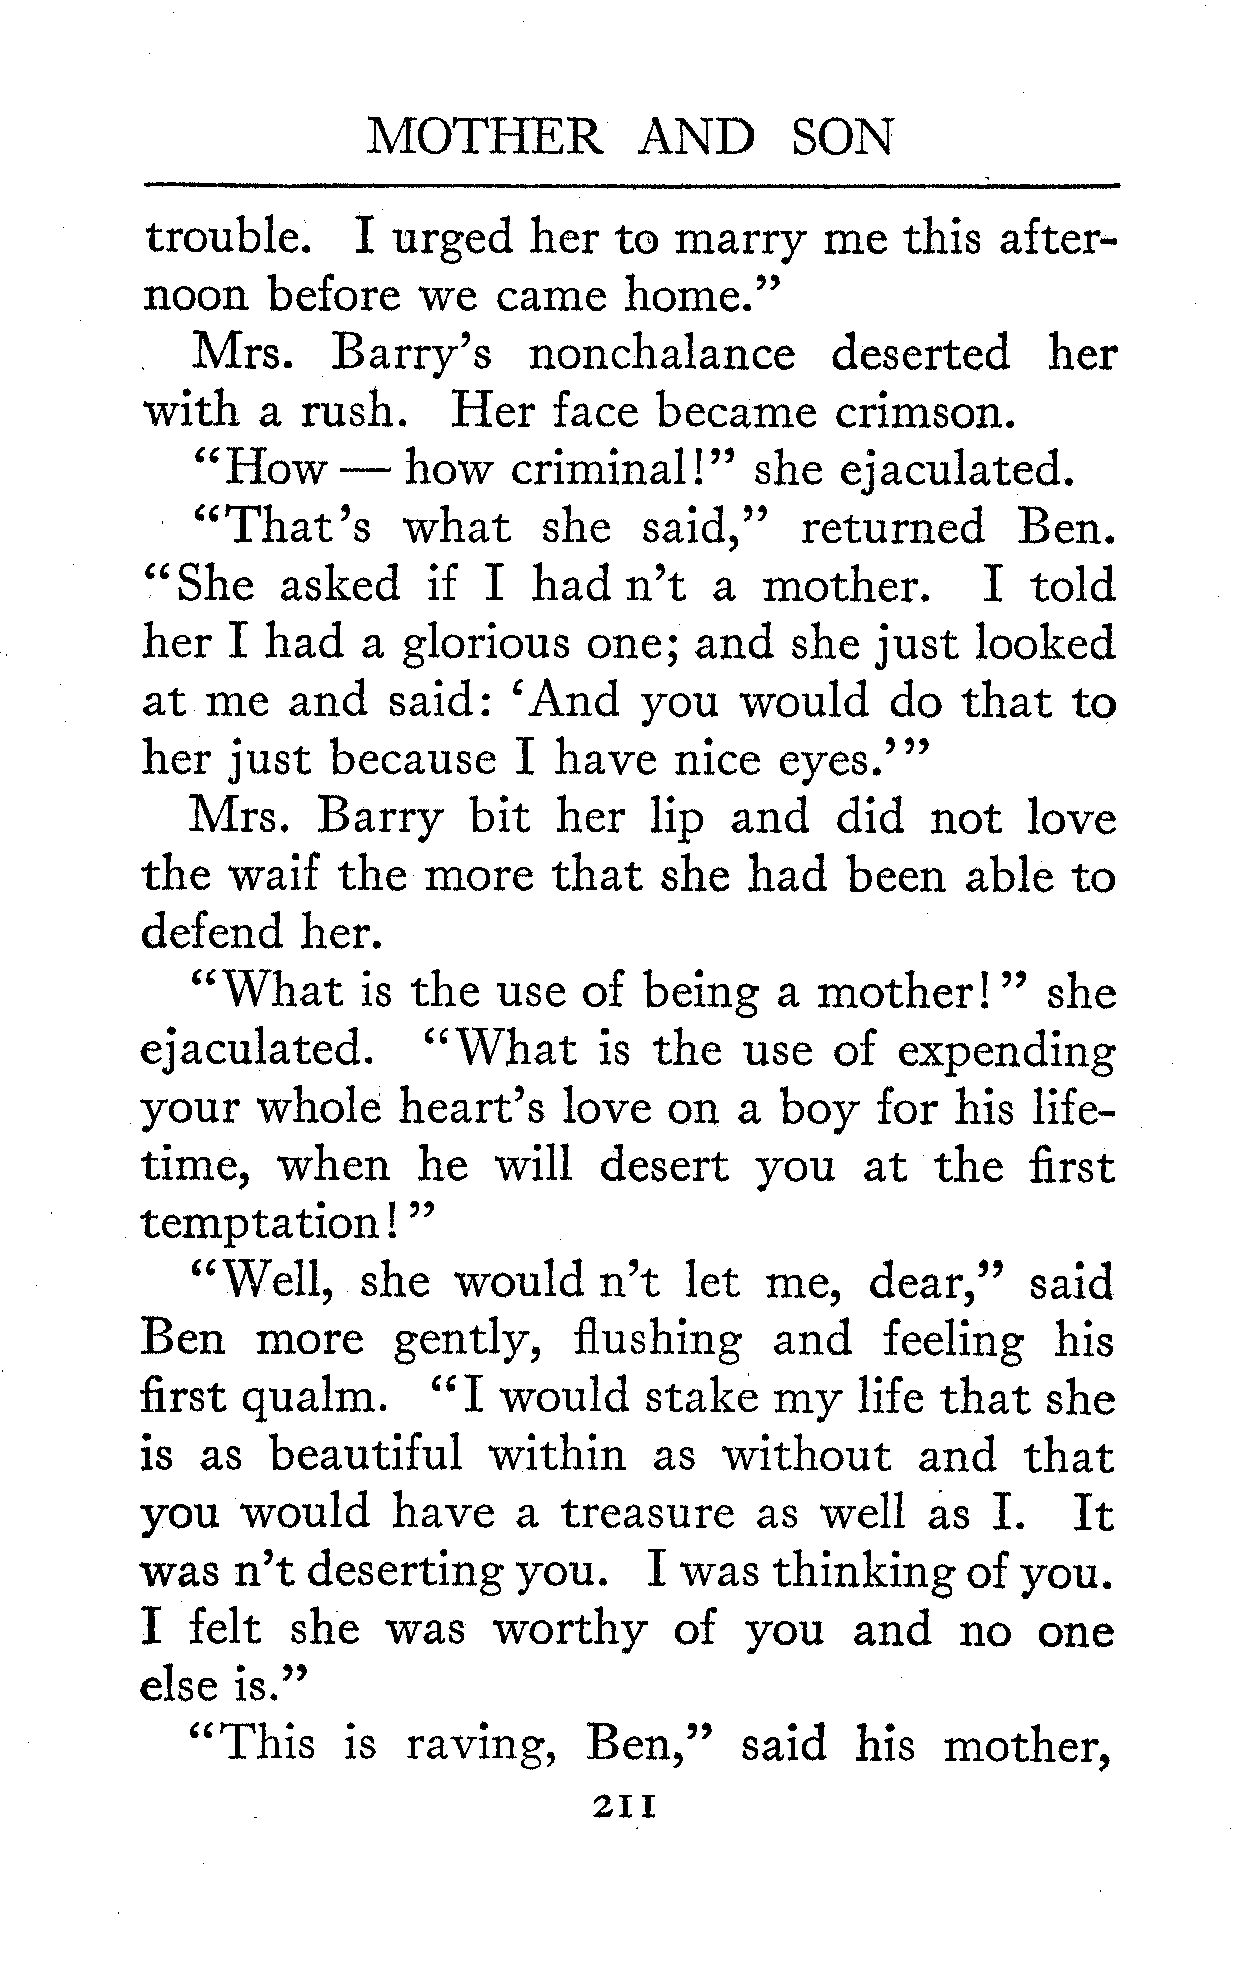 MOTHER AND SON
trouble. I urged her to marry me this after-
noon before we came home.”
Mrs. Barry’s nonchalance deserted her
with a rush. Her face became crimson.
“How — how criminal!” she ejaculated.
“That’s what she said,” returned Ben.
“She asked if I had n’t a mother. I told
her I had a glorious one; and she just looked
at me and said: ‘And you would do that to
her just because I have nice eyes.’”
Mrs. Barry bit her lip and did not love
the waif the more that she had been able to
defend her.
“What is the use of being a mother!” she
ejaculated. “What is the use of expending
your whole heart’s love on a boy for his life-
time, when he will desert you at the first
temptation!”
“Well, she would n’t let me, dear,” said
Ben more gently, flushing and feeling his
first qualm. “I would stake my life that she
is as beautiful within as without and that
you would have a treasure as well as I. It
was n’t deserting you. I was thinking of you.
I felt she was worthy of you and no one
else is.”
“This is raving, Ben,” said his mother,
211